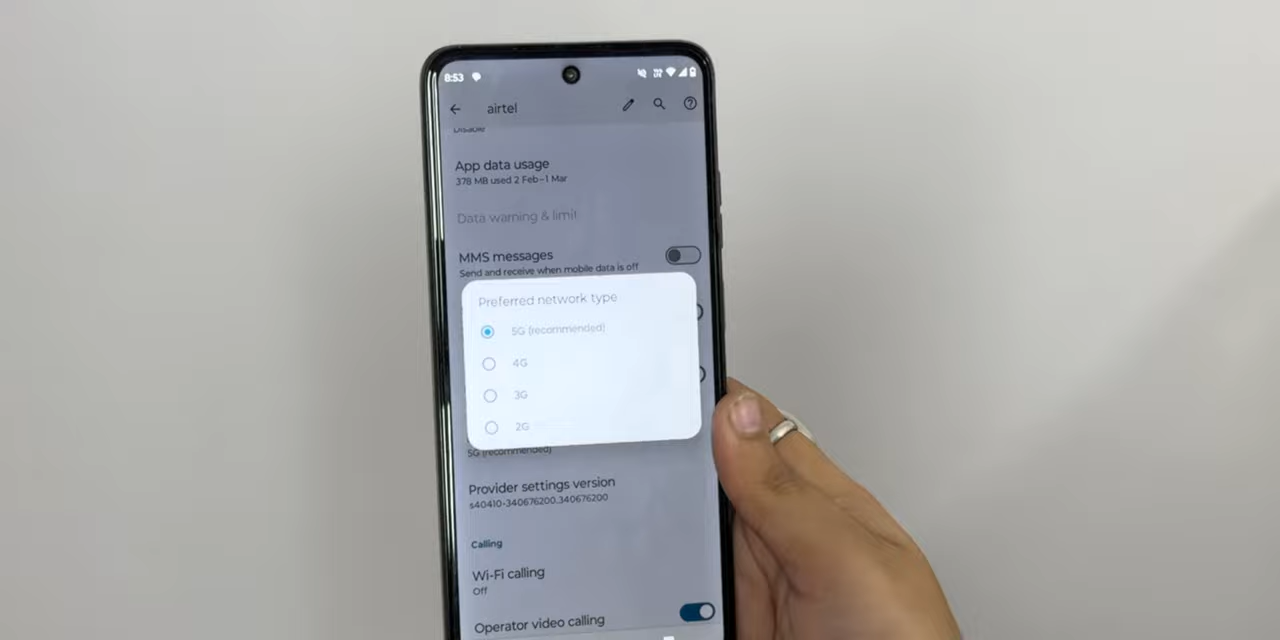 8:53
airtel
Disable
App data usage
378 MB used 2 Feb–1 Mar
Data warning & limit
MMS messages
Send and receive when mobile data is off
Preferred network type
5G (recommended)
4G
3G
2G
5G (recommended)
Provider settings version
s40410-340676200.340676200
Calling
Wi-Fi calling
Off
Operator video calling